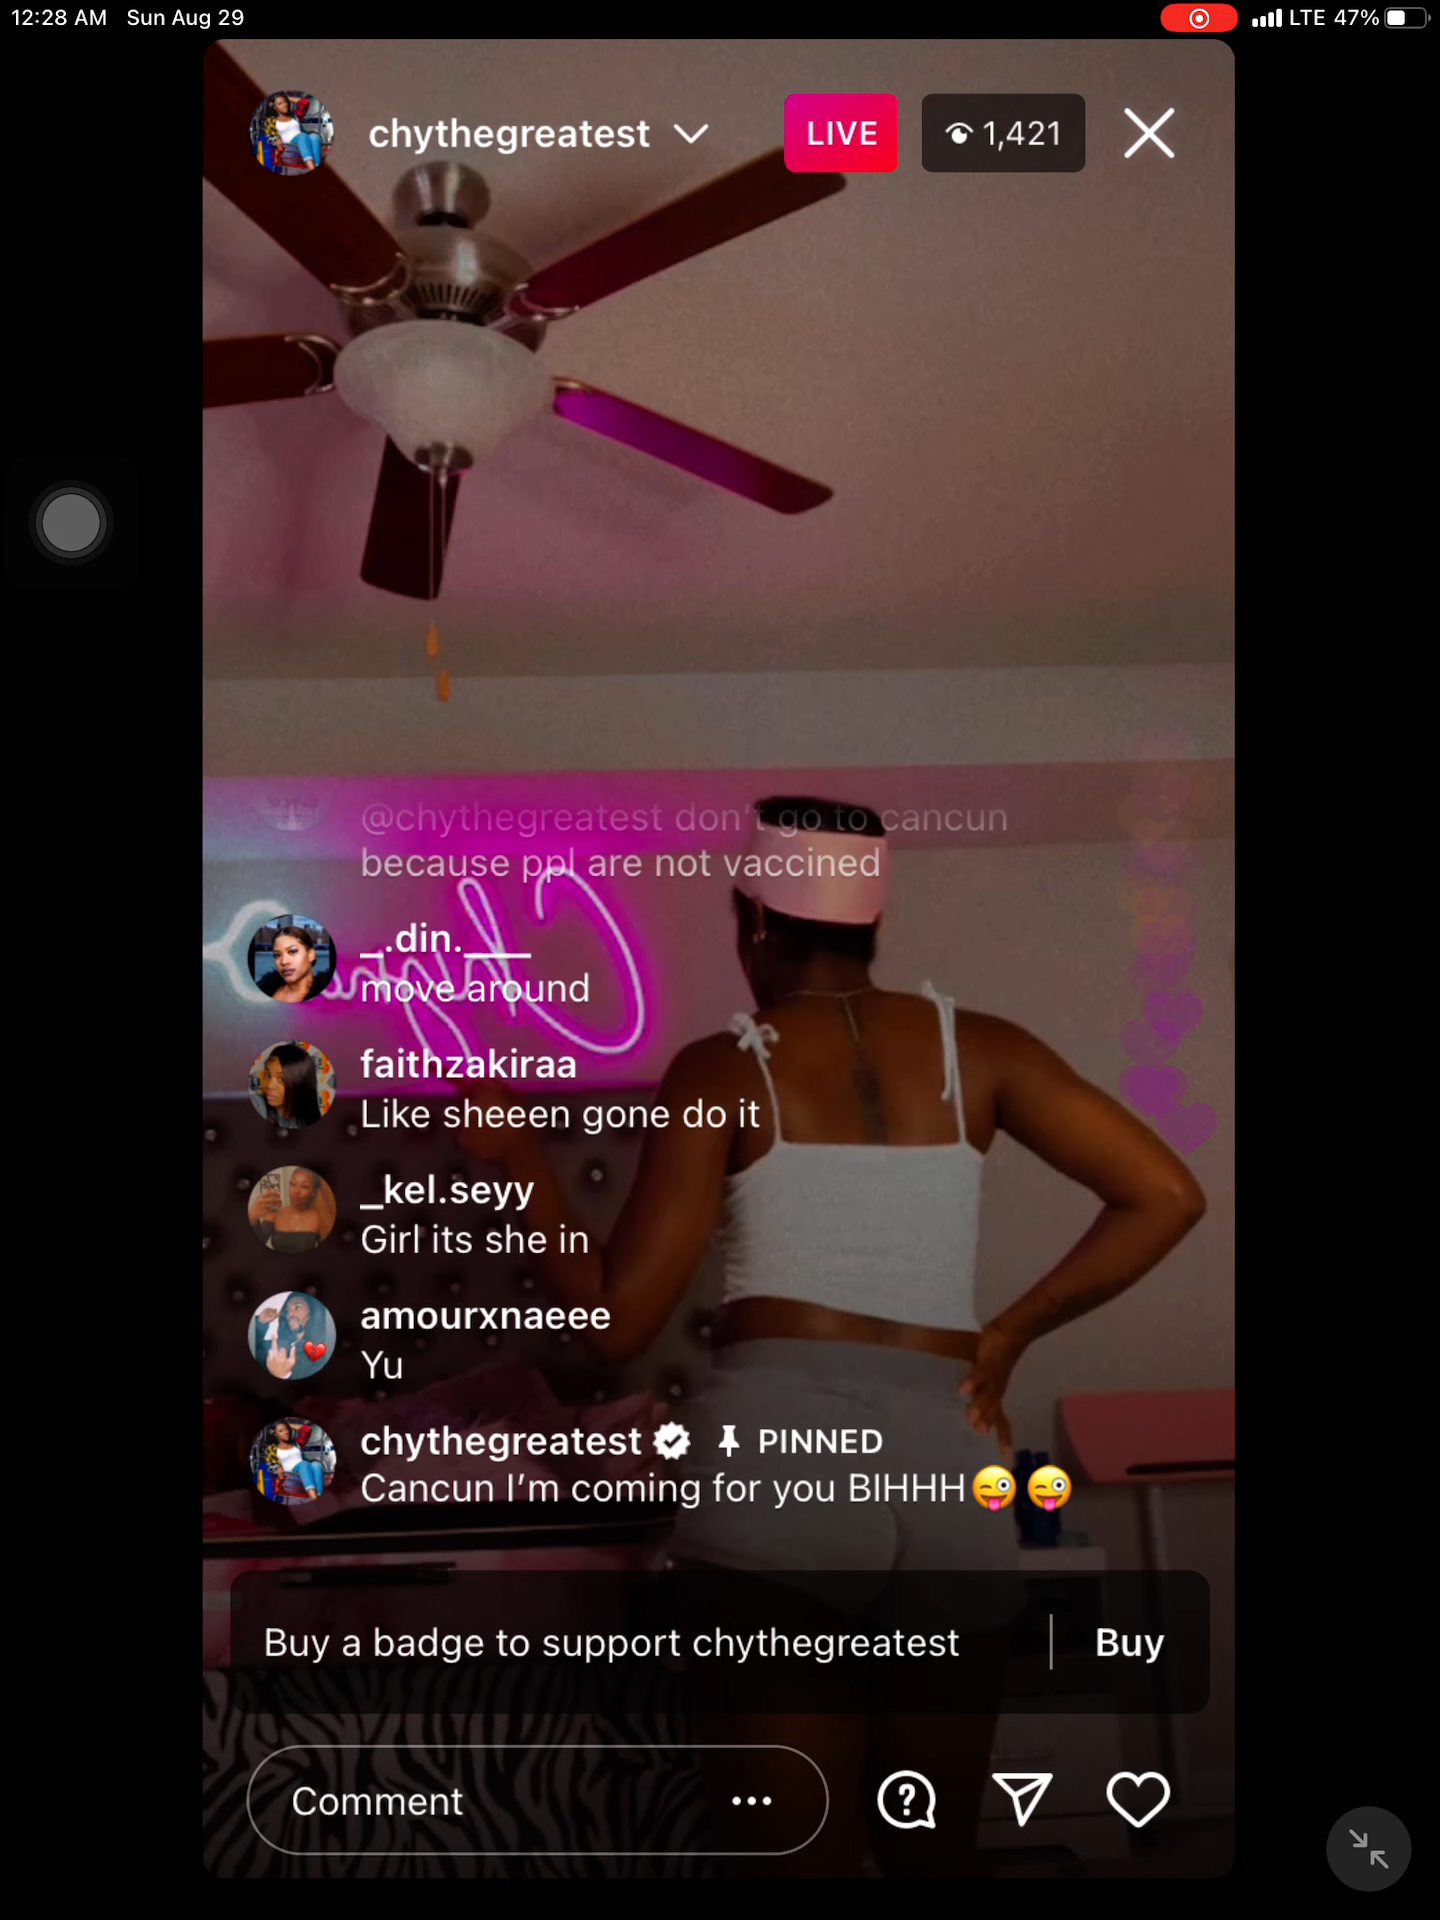 12:28 AM Sun Aug 29 LTE 47%
chythegreatest LIVE 1,421
@chythegreatest don't go to cancun
because ppl are not vaccined
_.din.___
move around
faithzakiraa
Like sheeen gone do it
_kel.seyy
Girl its she in
amourxnaeee
Yu
chythegreatest PINNED
Cancun I’m coming for you BIHHH😜😜
Buy a badge to support chythegreatest | Buy
Comment ...